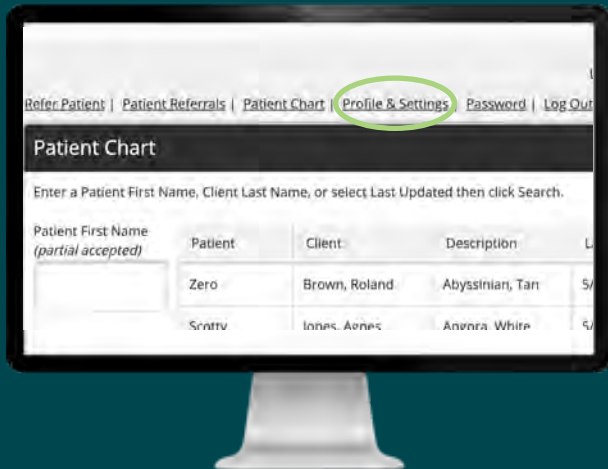 Refer Patient | Patient Referrals | Patient Chart | Profile & Settings | Password | Log Out
Patient Chart
Enter a Patient First Name, Client Last Name, or select Last Updated then click Search.
Patient First Name
(partial accepted)
Patient Client Description
Zero Brown, Roland Abyssinian, Tan 5/
Scotty Jones, Agnes Angora, White 5/